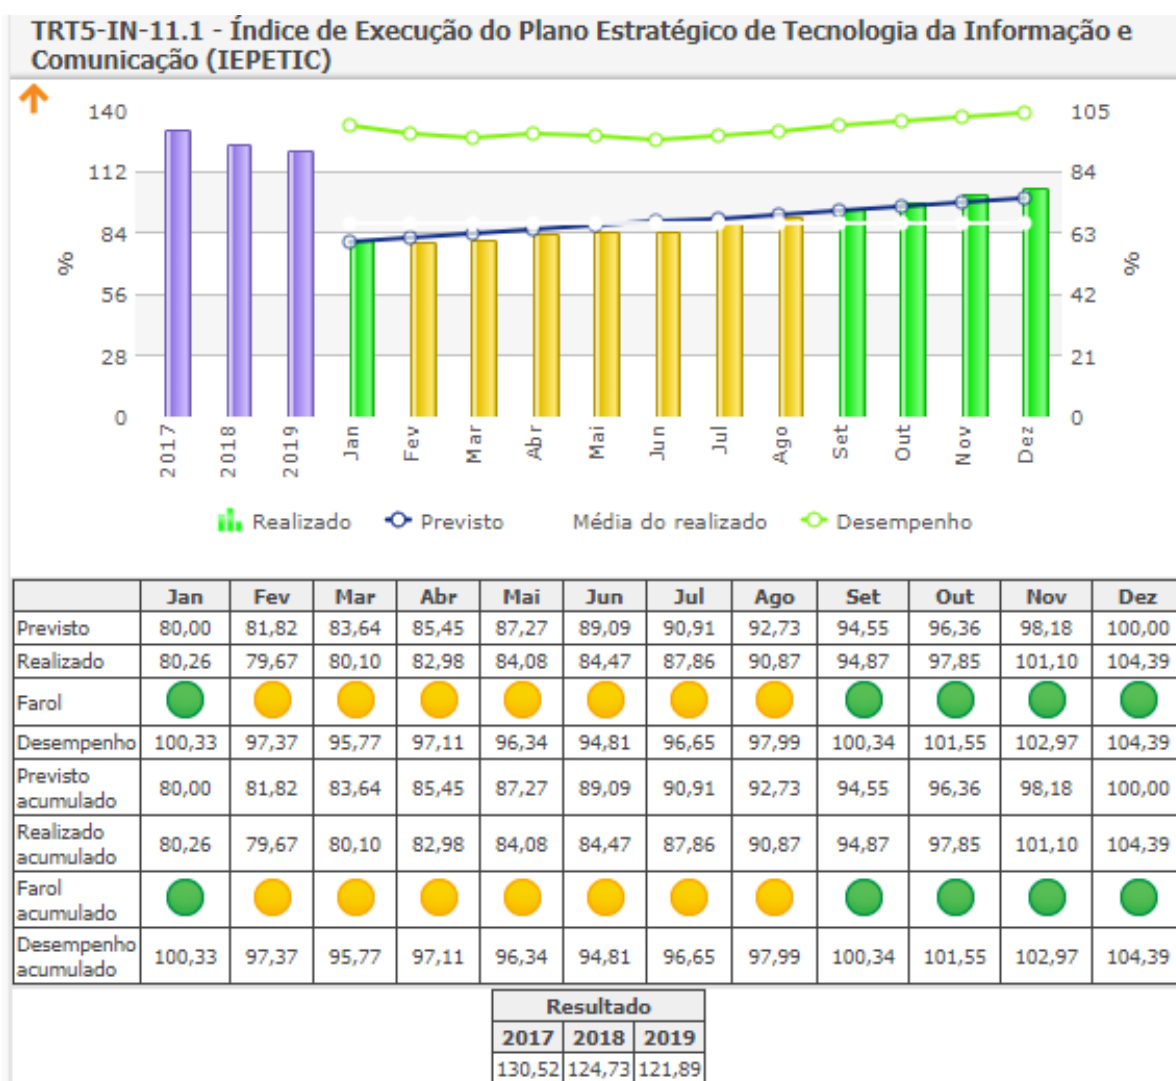 TRT5-IN-11.1 - Índice de Execução do Plano Estratégico de Tecnologia da Informação e
Comunicação (IEPETIC)
140 105
112 84
84 63
56 42
28 21
0 0
% %
2017 2018 2019 Jan Fev Mar Abr Mai Jun Jul Ago Set Out Nov Dez
Realizado Previsto Média do realizado Desempenho
Jan Fev Mar Abr Mai Jun Jul Ago Set Out Nov Dez
Previsto 80,00 81,82 83,64 85,45 87,27 89,09 90,91 92,73 94,55 96,36 98,18 100,00
Realizado 80,26 79,67 80,10 82,98 84,08 84,47 87,86 90,87 94,87 97,85 101,10 104,39
Farol
Desempenho 100,33 97,37 95,77 97,11 96,34 94,81 96,65 97,99 100,34 101,55 102,97 104,39
Previsto
acumulado 80,00 81,82 83,64 85,45 87,27 89,09 90,91 92,73 94,55 96,36 98,18 100,00
Realizado
acumulado 80,26 79,67 80,10 82,98 84,08 84,47 87,86 90,87 94,87 97,85 101,10 104,39
Farol
acumulado
Desempenho
acumulado 100,33 97,37 95,77 97,11 96,34 94,81 96,65 97,99 100,34 101,55 102,97 104,39
Resultado
2017 2018 2019
130,52 124,73 121,89